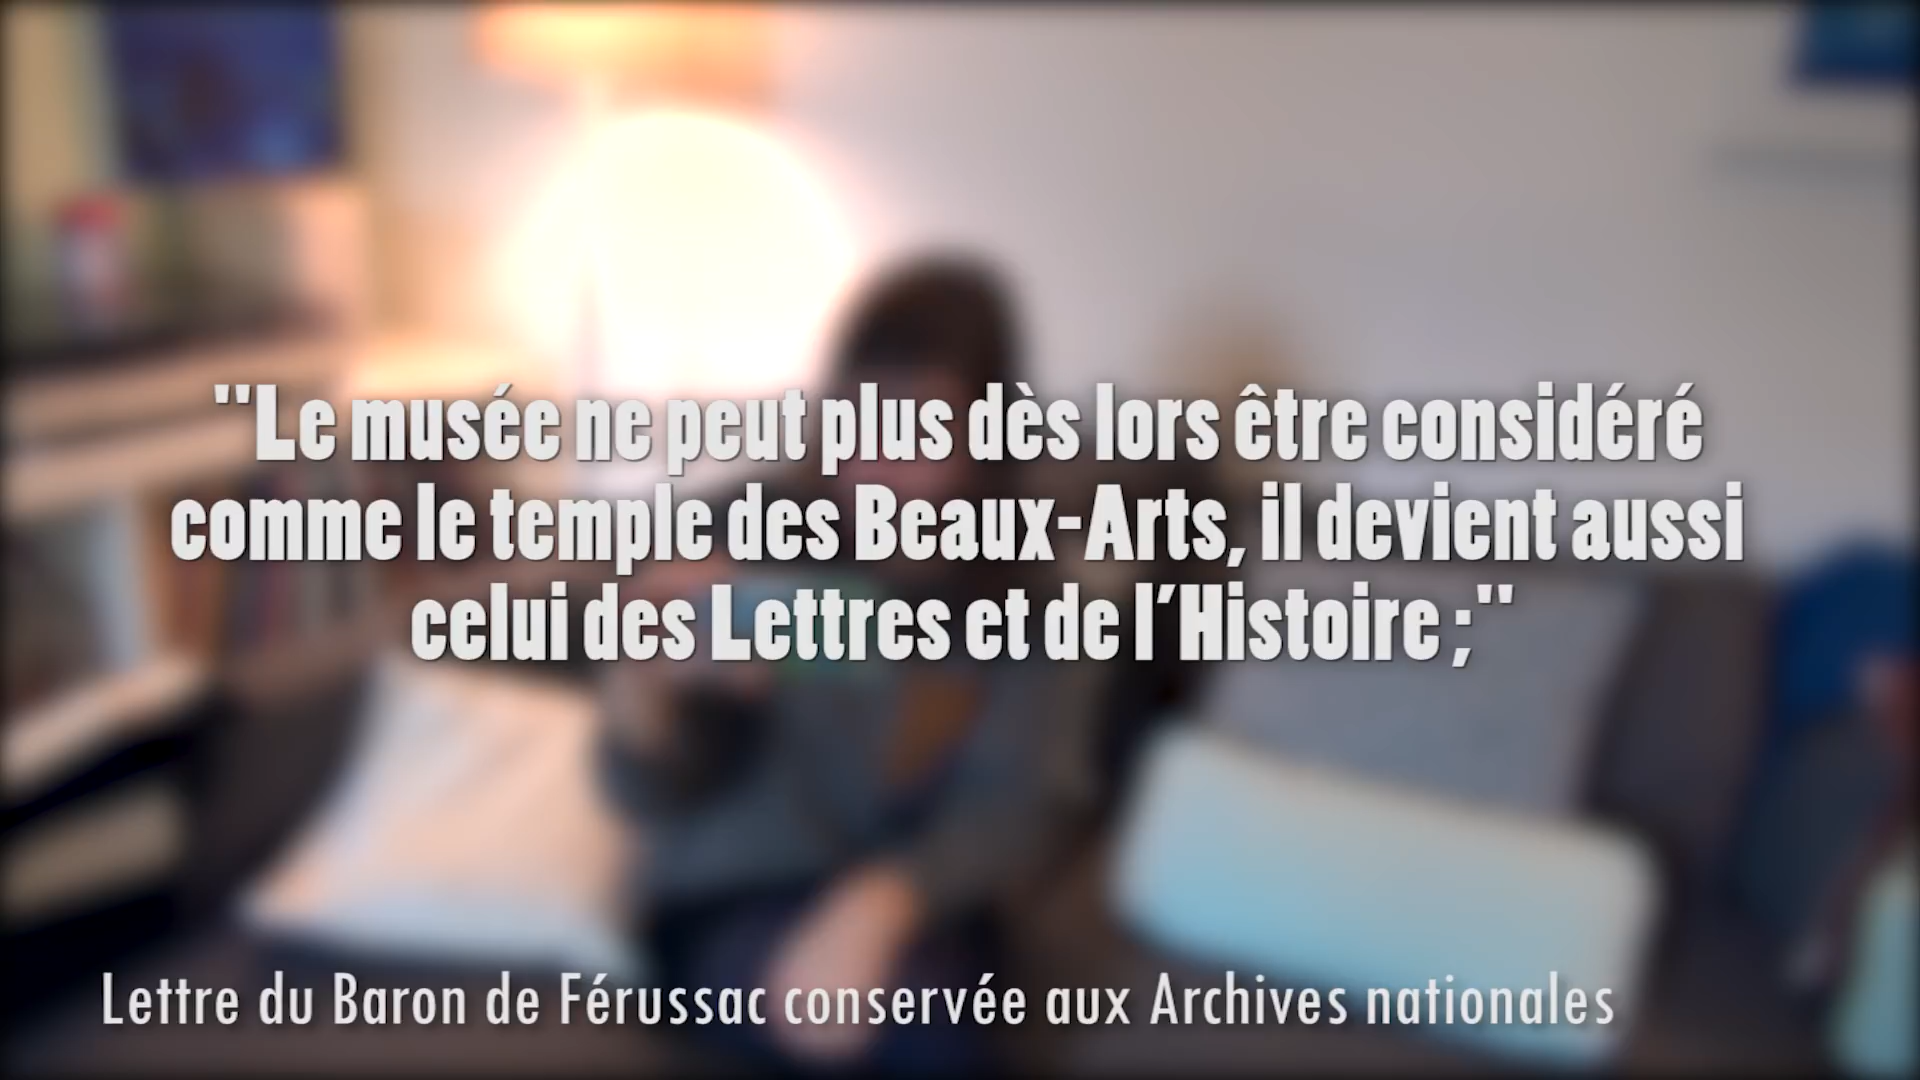 "Le musée ne peut plus dès lors être considéré
comme le temple des Beaux-Arts, il devient aussi
celui des Lettres et de l'Histoire ;"
Lettre du Baron de Férussac conservée aux Archives nationales